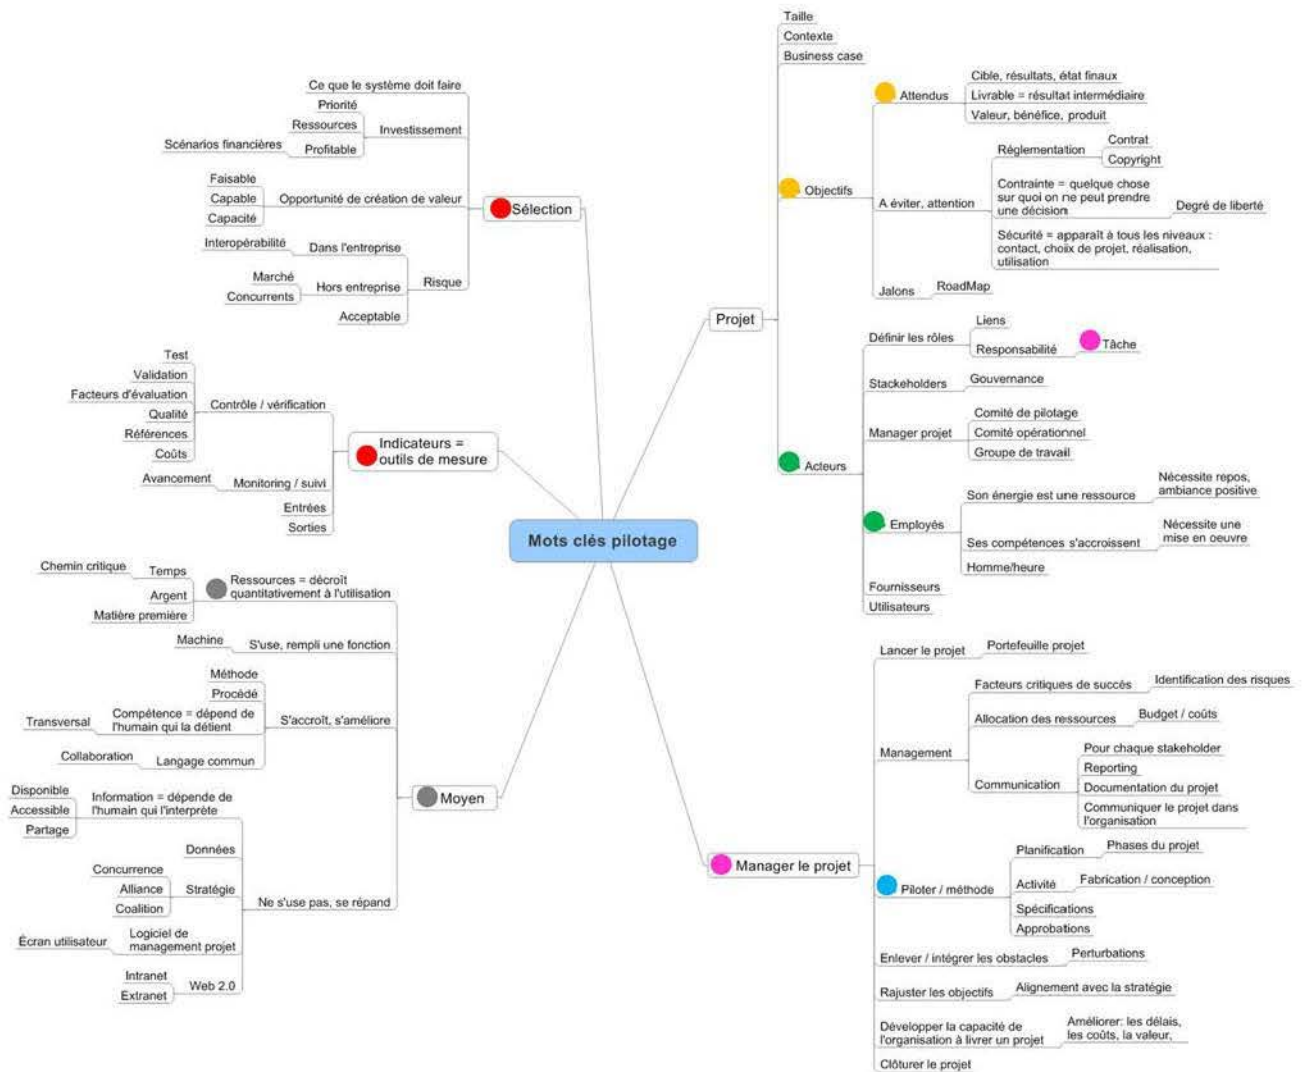 Mots clés pilotage
Projet
Taille
Contexte
Business case
Objectifs
Attendus
Cible, résultats, état finaux
Livrable = résultat intermédiaire
Valeur, bénéfice, produit
A éviter, attention
Réglementation
Contrat
Copyright
Contrainte = quelque chose
sur quoi on ne peut prendre
une décision
Degré de liberté
Sécurité = apparaît à tous les niveaux :
contact, choix de projet, réalisation,
utilisation
Jalons
RoadMap
Acteurs
Définir les rôles
Liens
Responsabilité
Tâche
Stackeholders
Gouvernance
Manager projet
Comité de pilotage
Comité opérationnel
Groupe de travail
Employés
Son énergie est une ressource
Nécessite repos,
ambiance positive
Ses compétences s'accroissent
Nécessite une
mise en oeuvre
Homme/heure
Fournisseurs
Utilisateurs
Manager le projet
Lancer le projet
Portefeuille projet
Management
Facteurs critiques de succès
Identification des risques
Allocation des ressources
Budget / coûts
Communication
Pour chaque stakeholder
Reporting
Documentation du projet
Communiquer le projet dans
l'organisation
Piloter / méthode
Planification
Phases du projet
Activité
Fabrication / conception
Spécifications
Approbations
Enlever / intégrer les obstacles
Perturbations
Rajuster les objectifs
Alignement avec la stratégie
Développer la capacité de
l'organisation à livrer un projet
Améliorer: les délais,
les coûts, la valeur,
Clôturer le projet
Sélection
Ce que le système doit faire
Investissement
Priorité
Ressources
Profitable
Scénarios financières
Opportunité de création de valeur
Faisable
Capable
Capacité
Risque
Dans l'entreprise
Interopérabilité
Hors entreprise
Marché
Concurrents
Acceptable
Indicateurs =
outils de mesure
Contrôle / vérification
Test
Validation
Facteurs d'évaluation
Qualité
Références
Coûts
Monitoring / suivi
Avancement
Entrées
Sorties
Moyen
Ressources = décroît
quantitativement à l'utilisation
Temps
Chemin critique
Argent
Matière première
S'use, rempli une fonction
Machine
S'accroît, s'améliore
Méthode
Procédé
Compétence = dépend de
l'humain qui la détient
Transversal
Langage commun
Collaboration
Ne s'use pas, se répand
Information = dépende de
l'humain qui l'interprète
Disponible
Accessible
Partage
Données
Stratégie
Concurrence
Alliance
Coalition
Logiciel de
management projet
Écran utilisateur
Web 2.0
Intranet
Extranet